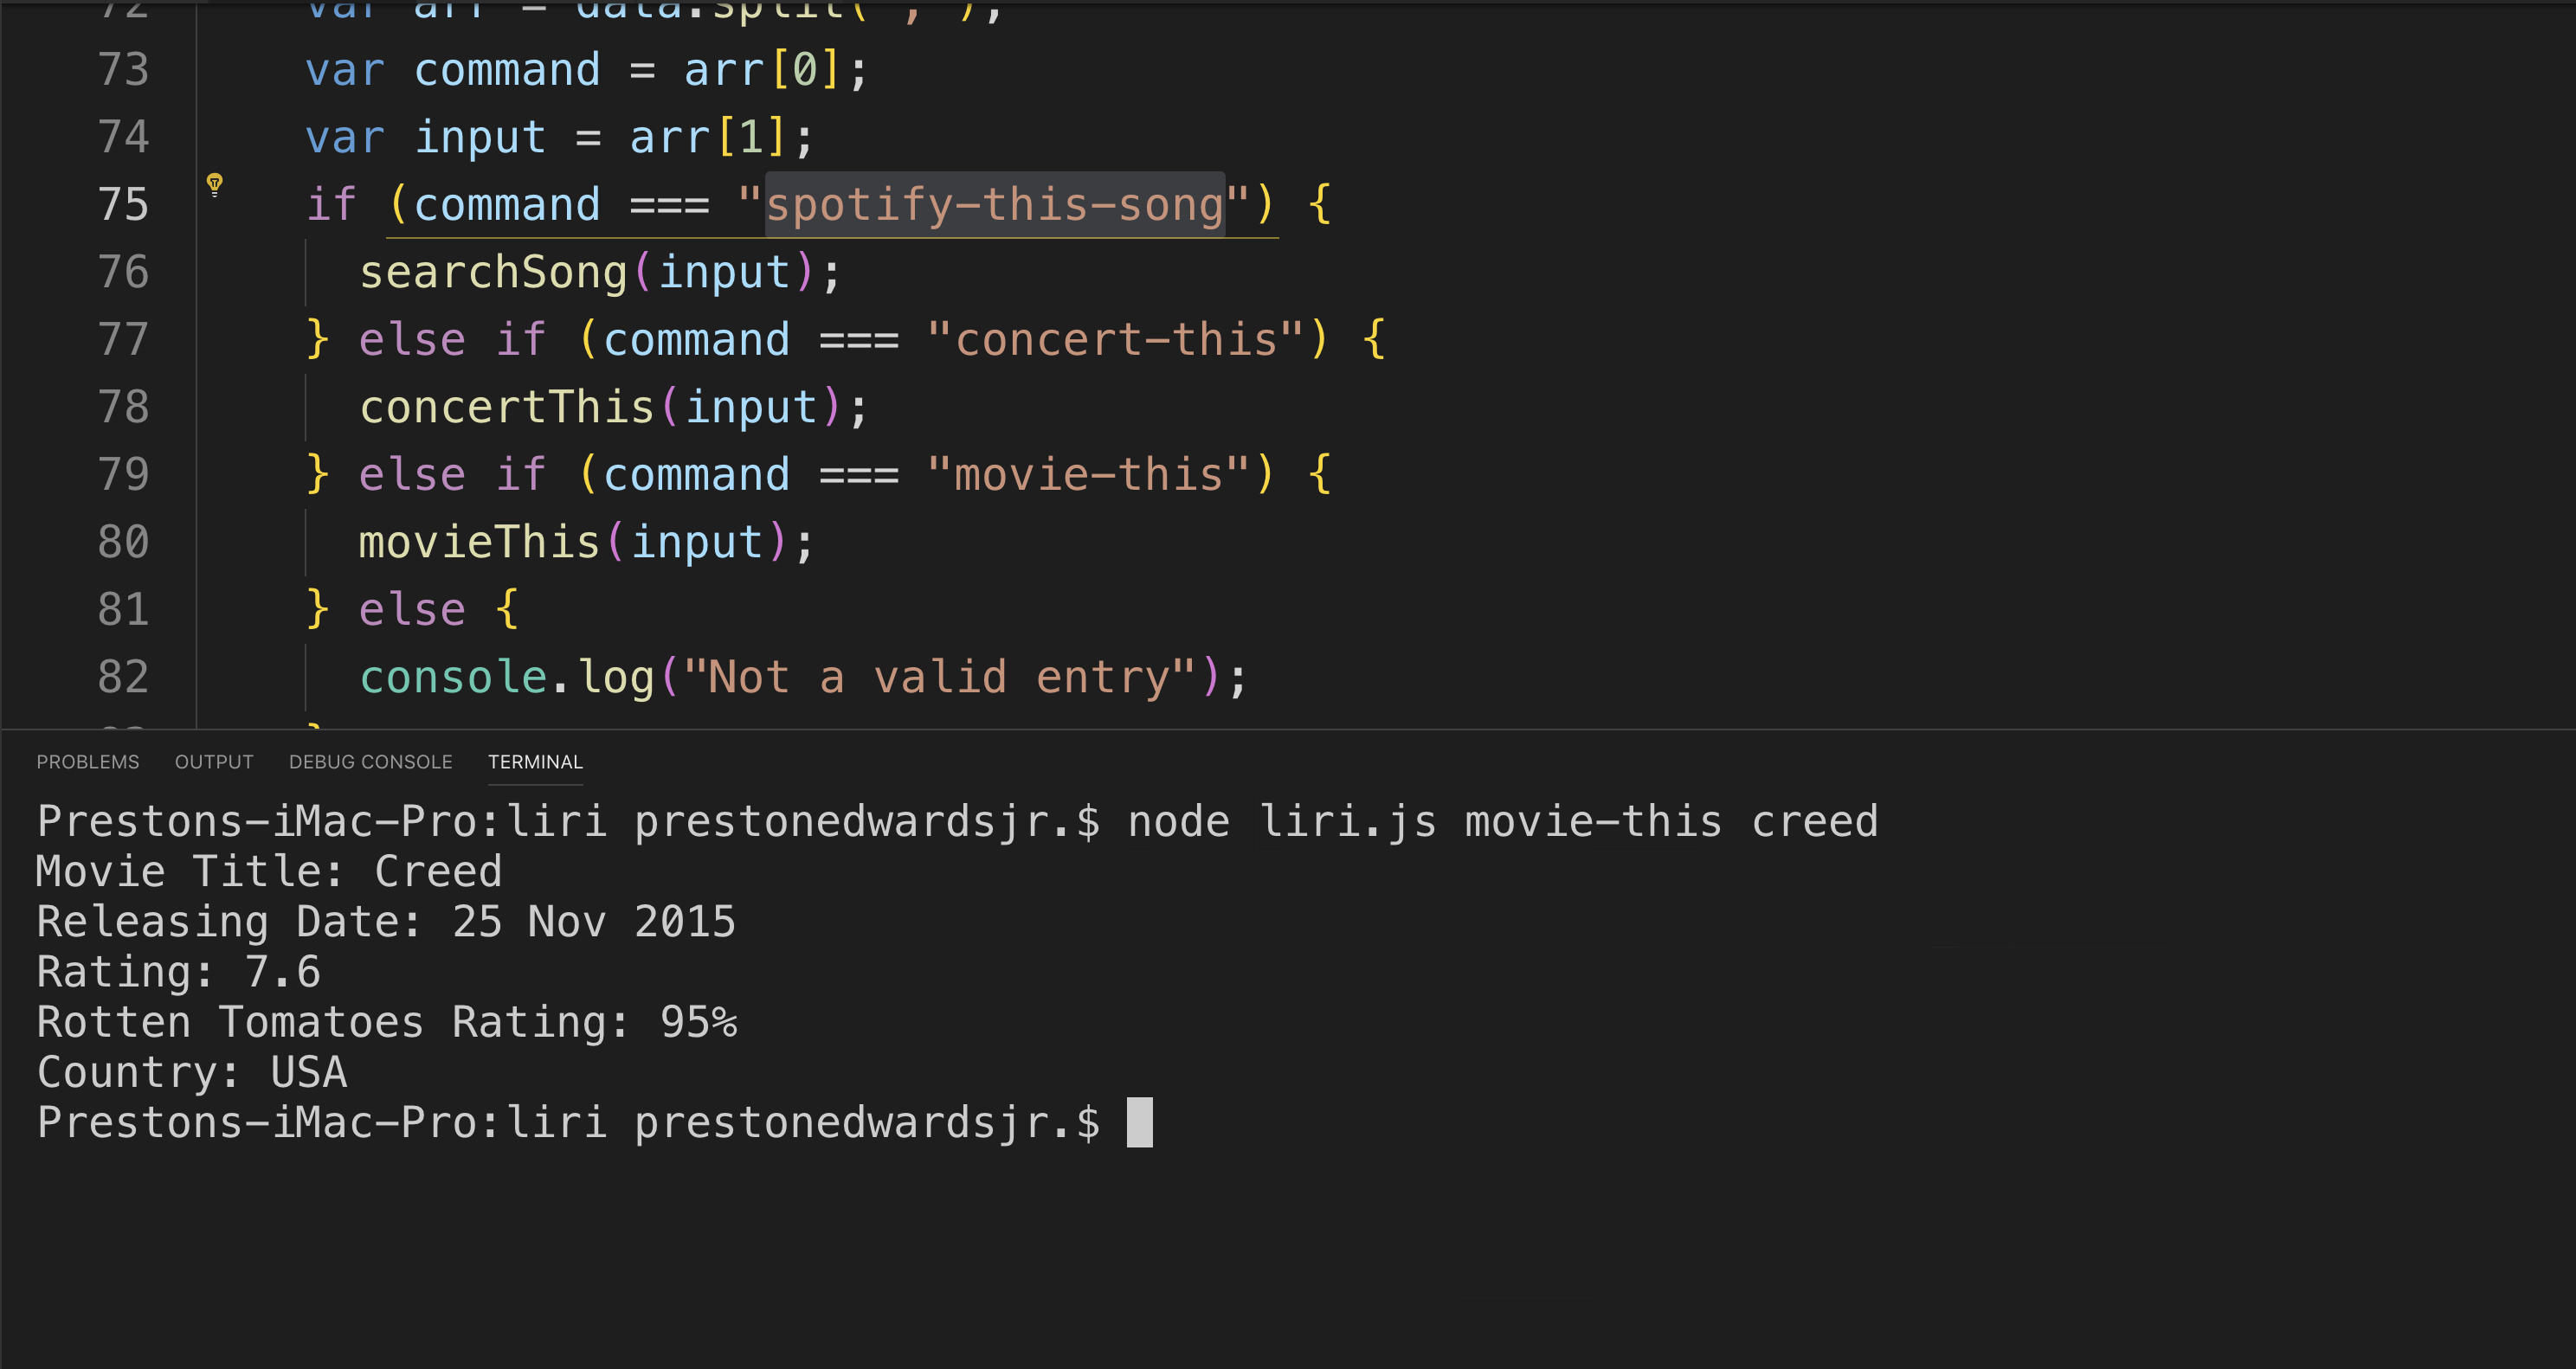 72 var arr = data.split(",");
73 var command = arr[0];
74 var input = arr[1];
75 if (command === "spotify-this-song") {
76 searchSong(input);
77 } else if (command === "concert-this") {
78 concertThis(input);
79 } else if (command === "movie-this") {
80 movieThis(input);
81 } else {
82 console.log("Not a valid entry");
}
PROBLEMS OUTPUT DEBUG CONSOLE TERMINAL
Prestons-iMac-Pro:liri prestonedwardsjr.$ node liri.js movie-this creed
Movie Title: Creed
Releasing Date: 25 Nov 2015
Rating: 7.6
Rotten Tomatoes Rating: 95%
Country: USA
Prestons-iMac-Pro:liri prestonedwardsjr.$